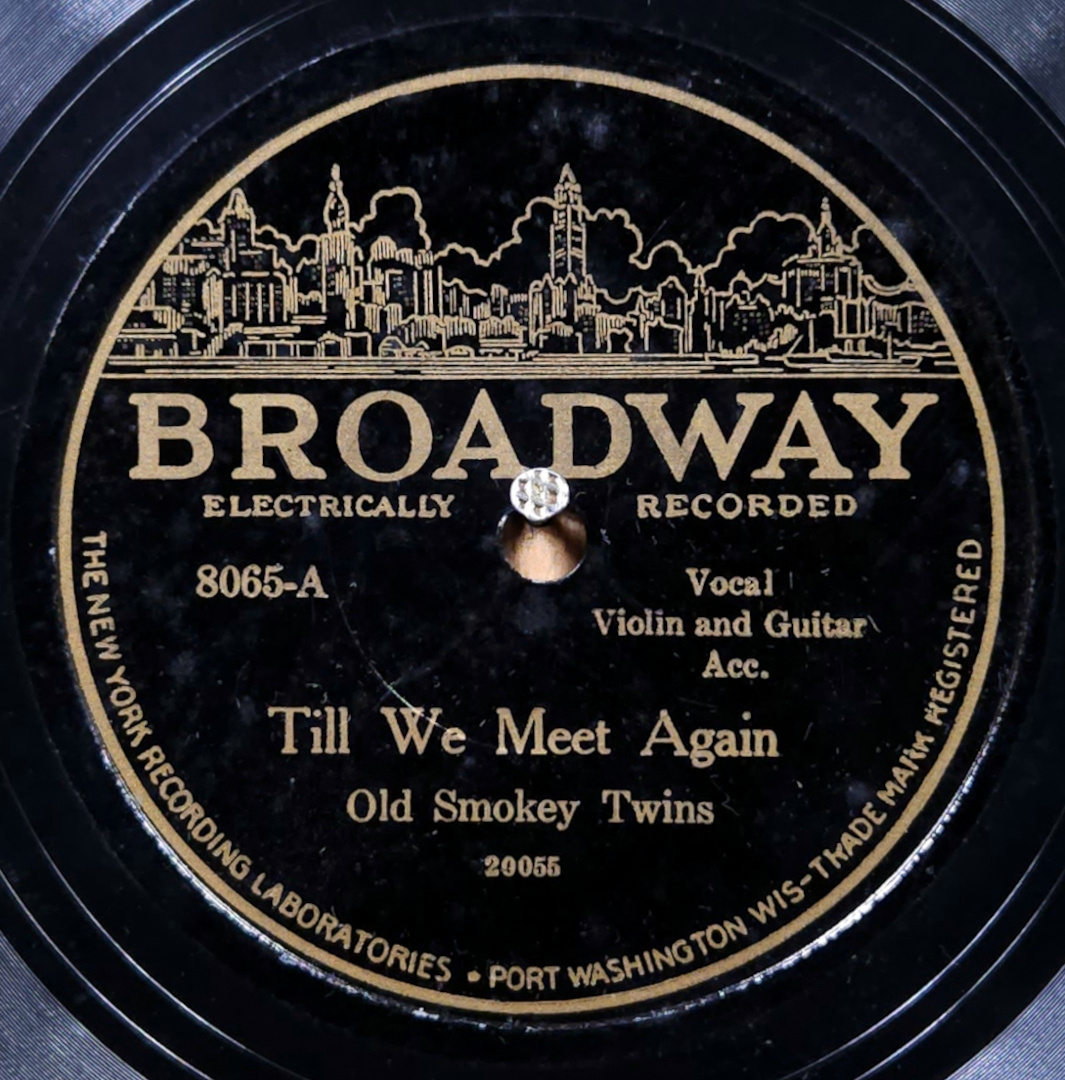 BROADWAY
ELECTRICALLY RECORDED
8065-A
Vocal
Violin and Guitar
Acc.
Till We Meet Again
Old Smokey Twins
20055
THE NEW YORK RECORDING LABORATORIES • PORT WASHINGTON WIS-TRADE MARK REGISTERED